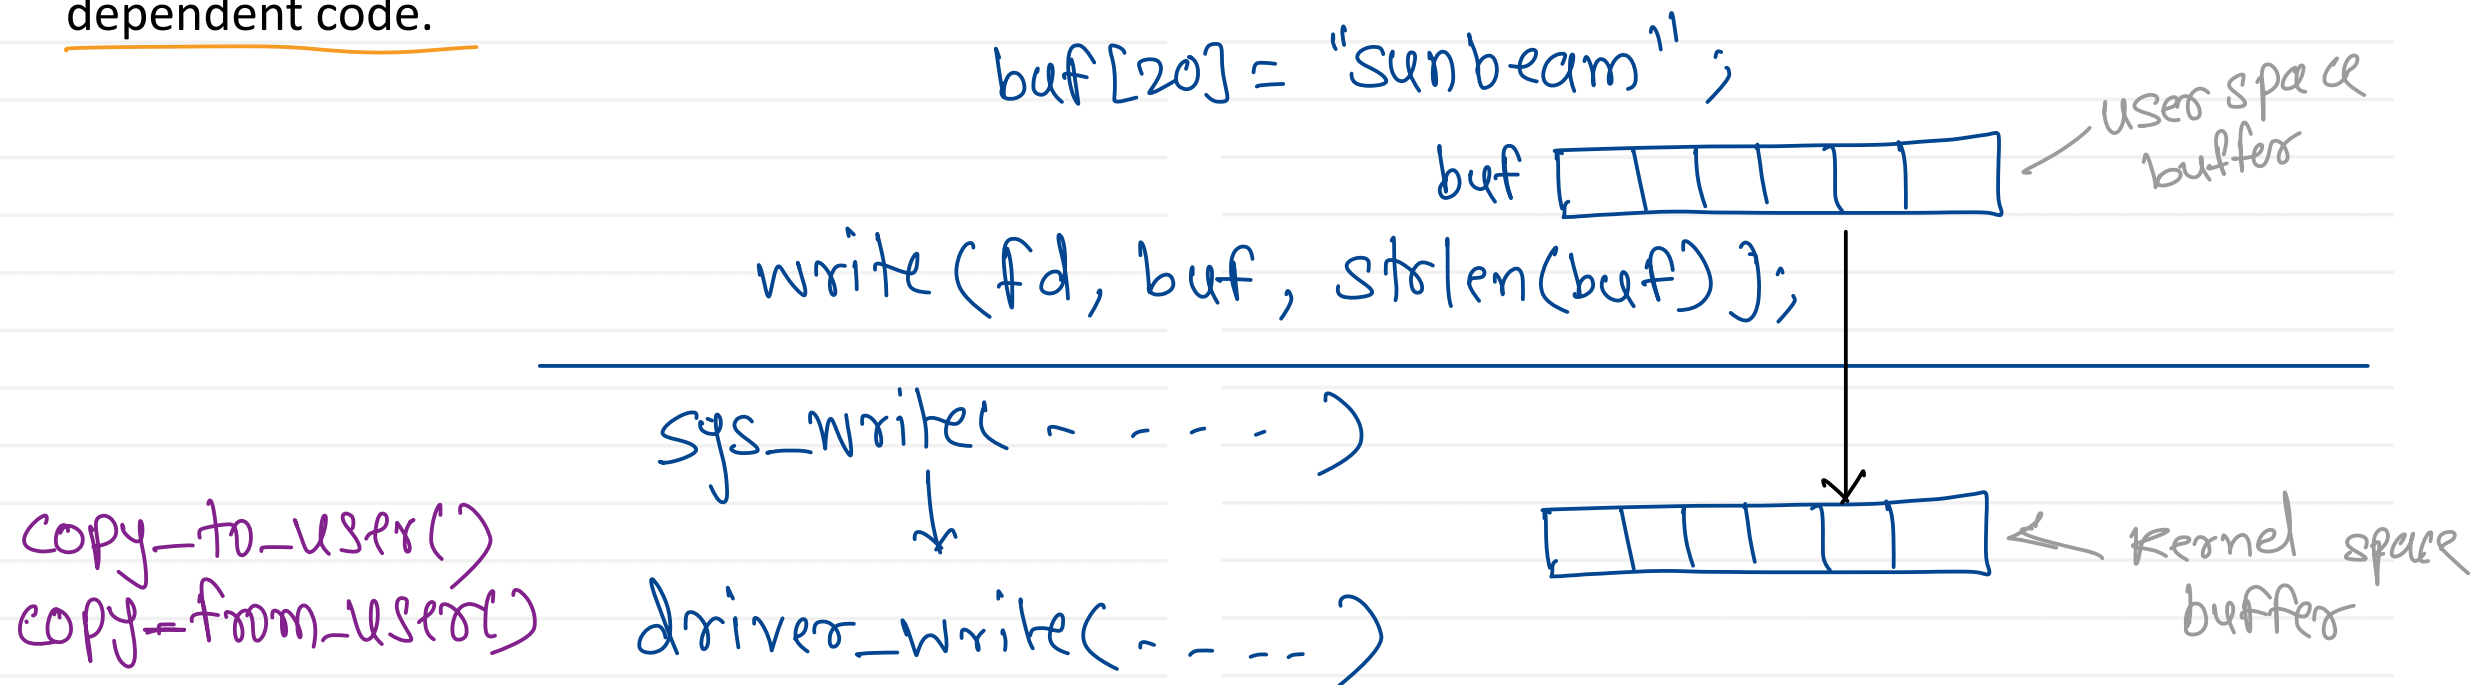 dependent code.
buf[20] = "sunbeam";
user space
buffer
buf
write(fd, buf, strlen(buf));
sys_write( - - - - )
copy_to_user()
kernel space
copy_from_user()
buffer
driver_write( - - - - )